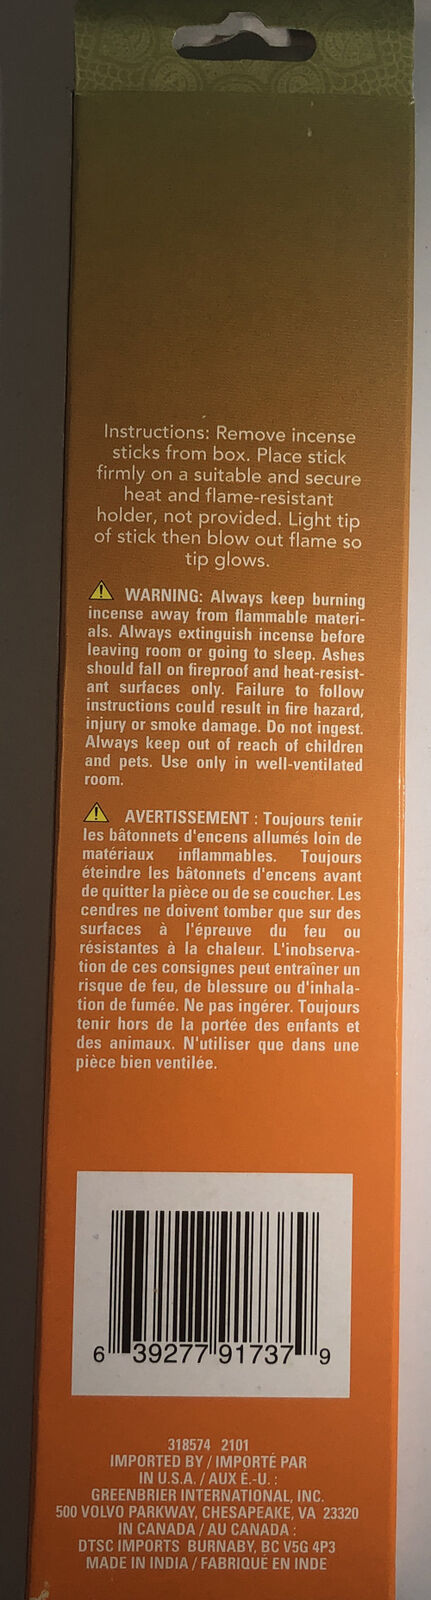 Instructions: Remove incense
sticks from box. Place stick
firmly on a suitable and secure
heat and flame-resistant
holder, not provided. Light tip
of stick then blow out flame so
tip glows.
WARNING: Always keep burning
incense away from flammable materi-
als. Always extinguish incense before
leaving room or going to sleep. Ashes
should fall on fireproof and heat-resist-
ant surfaces only. Failure to follow
instructions could result in fire hazard,
injury or smoke damage. Do not ingest.
Always keep out of reach of children
and pets. Use only in well-ventilated
room.
AVERTISSEMENT : Toujours tenir
les bâtonnets d'encens allumés loin de
matériaux inflammables. Toujours
éteindre les bâtonnets d'encens avant
de quitter la pièce ou de se coucher. Les
cendres ne doivent tomber que sur des
surfaces à l'épreuve du feu ou
résistantes à la chaleur. L'inobserva-
tion de ces consignes peut entraîner un
risque de feu, de blessure ou d'inhala-
tion de fumée. Ne pas ingérer. Toujours
tenir hors de la portée des enfants et
des animaux. N'utiliser que dans une
pièce bien ventilée.
6 39277 91737 9
318574 2101
IMPORTED BY / IMPORTÉ PAR
IN U.S.A. / AUX É.-U. :
GREENBRIER INTERNATIONAL, INC.
500 VOLVO PARKWAY, CHESAPEAKE, VA 23320
IN CANADA / AU CANADA :
DTSC IMPORTS BURNABY, BC V5G 4P3
MADE IN INDIA / FABRIQUÉ EN INDE